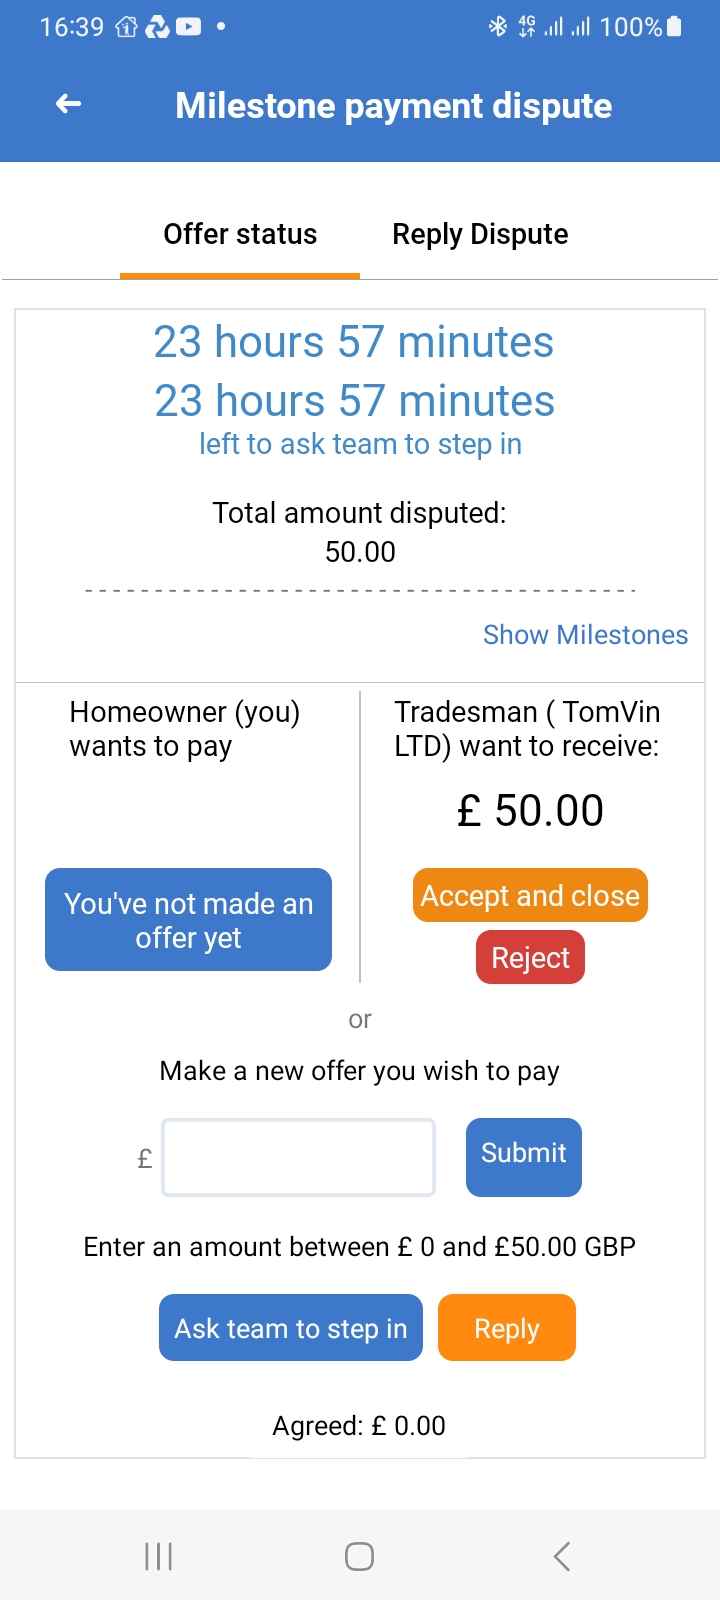 16:39
4G
100%
Milestone payment dispute
Offer status
Reply Dispute
23 hours 57 minutes
23 hours 57 minutes
left to ask team to step in
Total amount disputed:
50.00
Show Milestones
Homeowner (you)
wants to pay
You've not made an
offer yet
Tradesman ( TomVin
LTD) want to receive:
£ 50.00
Accept and close
Reject
or
Make a new offer you wish to pay
£
Submit
Enter an amount between £ 0 and £50.00 GBP
Ask team to step in
Reply
Agreed: £ 0.00